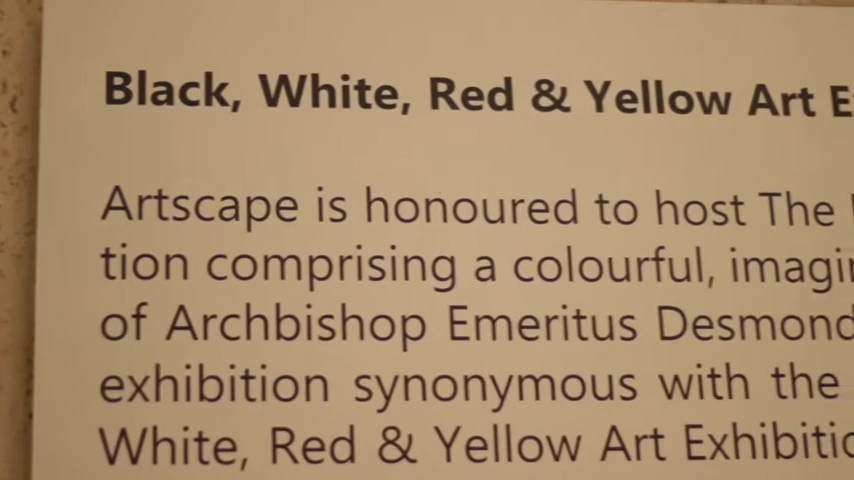 Black, White, Red & Yellow Art
Artscape is honoured to host The
tion comprising a colourful,
of Archbishop Emeritus Desmond
exhibition synonymous with the
White, Red & Yellow Art